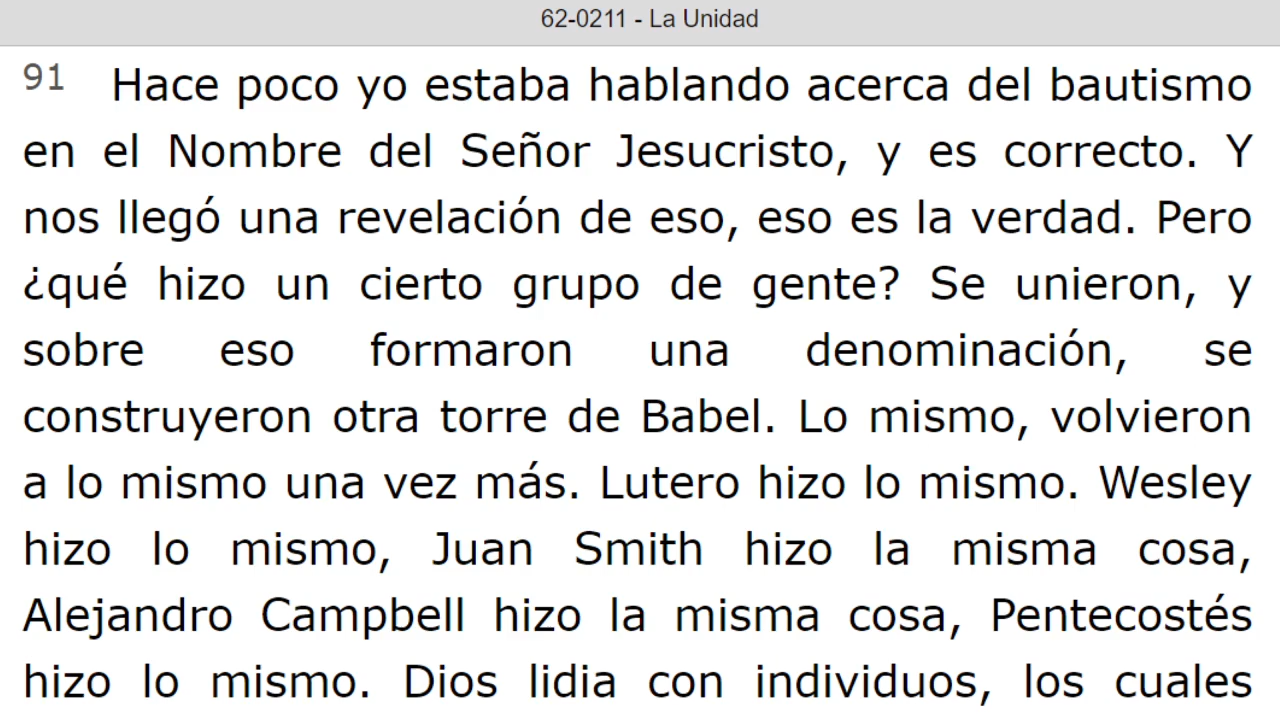 62-0211 - La Unidad
91 Hace poco yo estaba hablando acerca del bautismo
en el Nombre del Señor Jesucristo, y es correcto. Y
nos llegó una revelación de eso, eso es la verdad. Pero
¿qué hizo un cierto grupo de gente? Se unieron, y
sobre eso formaron una denominación, se
construyeron otra torre de Babel. Lo mismo, volvieron
a lo mismo una vez más. Lutero hizo lo mismo. Wesley
hizo lo mismo, Juan Smith hizo la misma cosa,
Alejandro Campbell hizo la misma cosa, Pentecostés
hizo lo mismo. Dios lidia con individuos, los cuales